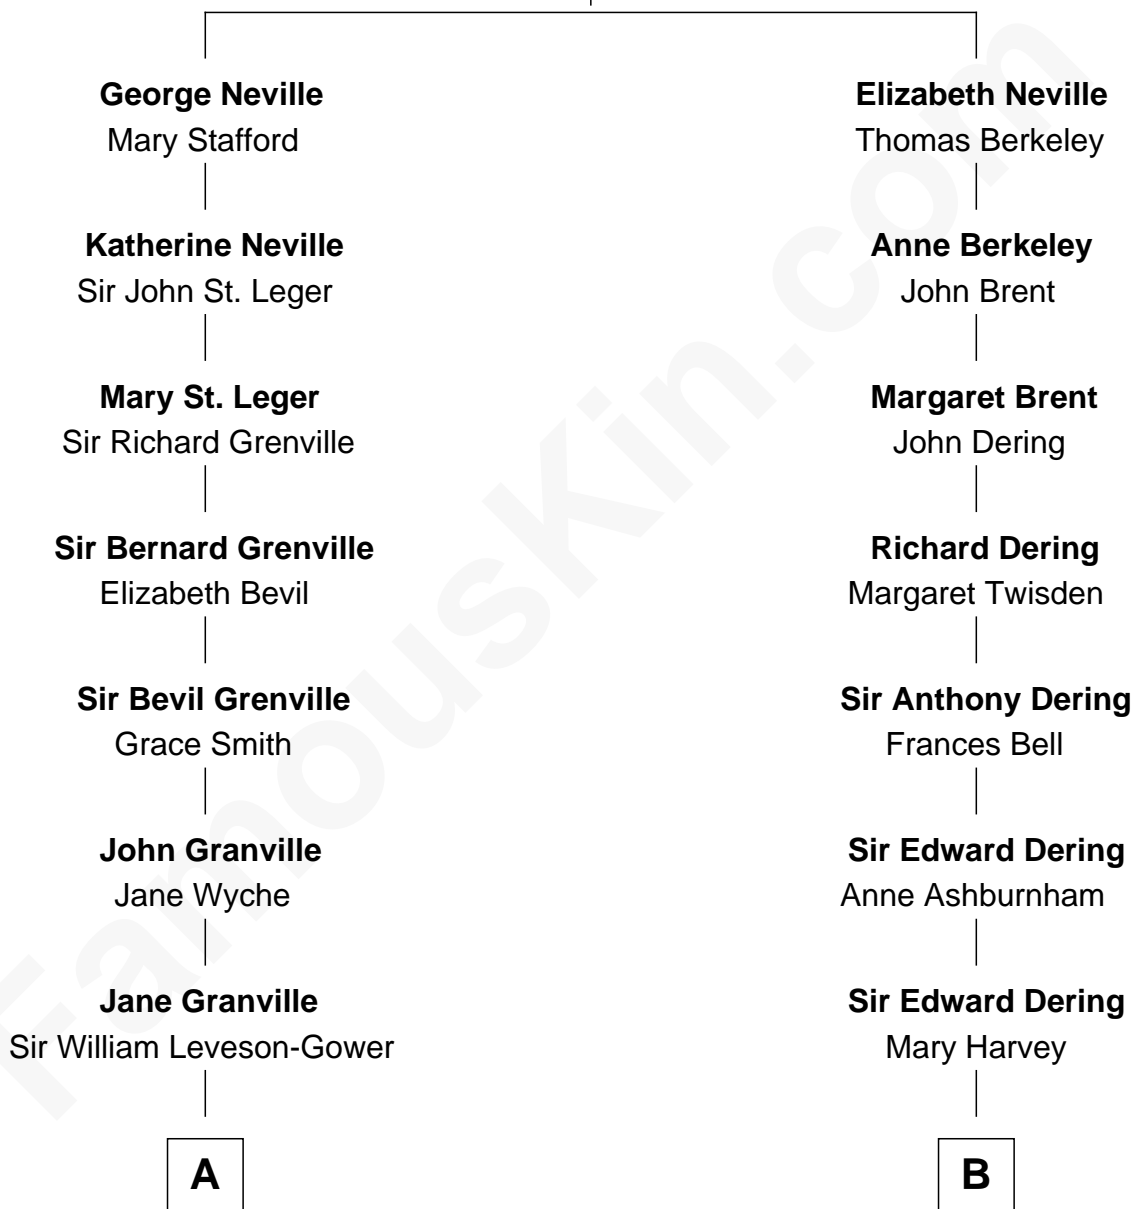 George Neville
Mary Stafford
Katherine Neville
Sir John St. Leger
Mary St. Leger
Sir Richard Grenville
Sir Bernard Grenville
Elizabeth Bevil
Sir Bevil Grenville
Grace Smith
John Granville
Jane Wyche
Jane Granville
Sir William Leveson-Gower
A
Elizabeth Neville
Thomas Berkeley
Anne Berkeley
John Brent
Margaret Brent
John Dering
Richard Dering
Margaret Twisden
Sir Anthony Dering
Frances Bell
Sir Edward Dering
Anne Ashburnham
Sir Edward Dering
Mary Harvey
B
FamousKin.com